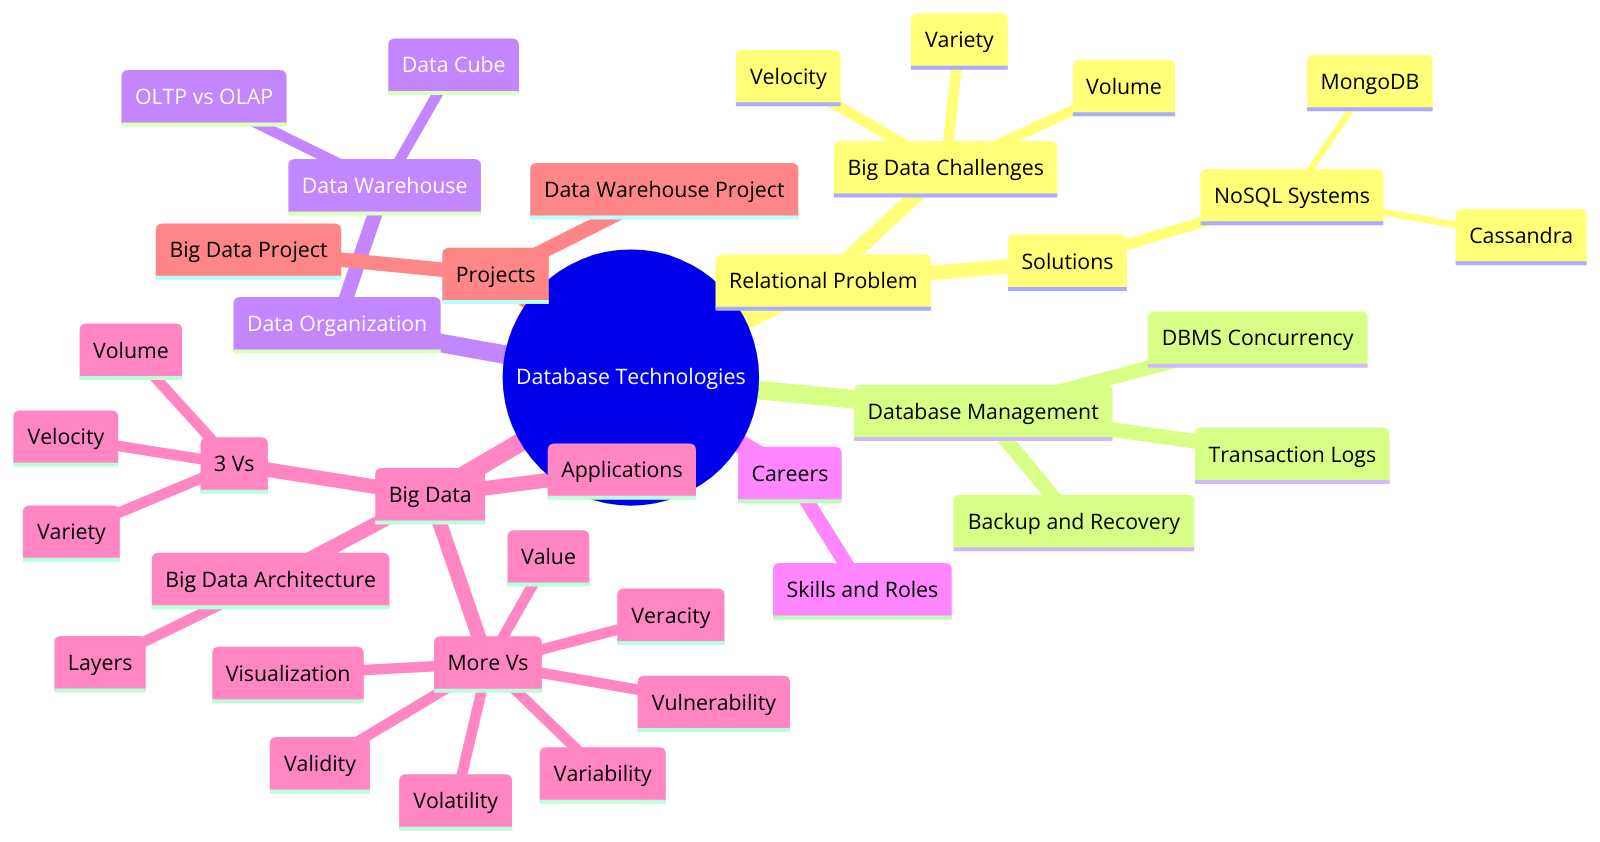 Variety
Data Cube
Velocity
MongoDB
Volume
OLTP vs OLAP
Big Data Challenges
Data Warehouse
Data Warehouse Project
NoSQL Systems
Cassandra
Big Data Project
Solutions
Projects
Relational Problem
Data Organization
DBMS Concurrency
Volume
Database Technologies
Database Management
Velocity
Transaction Logs
3 Vs
Applications
Careers
Big Data
Backup and Recovery
Variety
Value
Big Data Architecture
Skills and Roles
Veracity
Layers
More Vs
Visualization
Vulnerability
Validity
Variability
Volatility